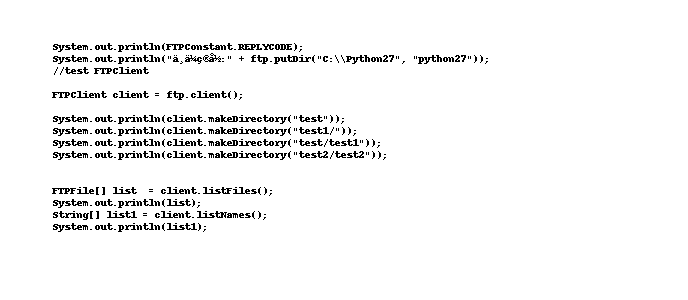 System.out.println(FTPConstant.REPLYCODE);
System.out.println("ä¸ä¼ç®å½:" + ftp.putDir("C:\\Python27", "python27"));
//test FTPClient
FTPClient client = ftp.client();
System.out.println(client.makeDirectory("test"));
System.out.println(client.makeDirectory("test1/"));
System.out.println(client.makeDirectory("test/test1"));
System.out.println(client.makeDirectory("test2/test2"));
FTPFile[] list  = client.listFiles();
System.out.println(list);
String[] list1 = client.listNames();
System.out.println(list1);